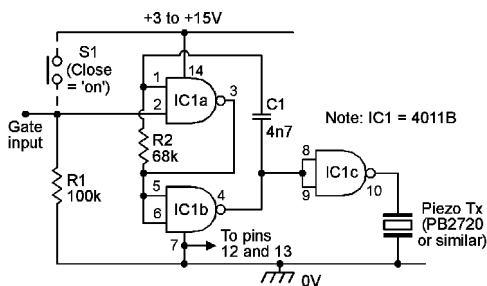 +3 to +15V
S1
(Close
= 'on')
1
14
3
IC1a
2
Gate
input
C1
4n7
Note: IC1 = 4011B
R2
68k
R1
100k
8
IC1c
9
10
5
IC1b
4
6
7
To pins
12 and 13
Piezo Tx
(PB2720
or similar)
0V